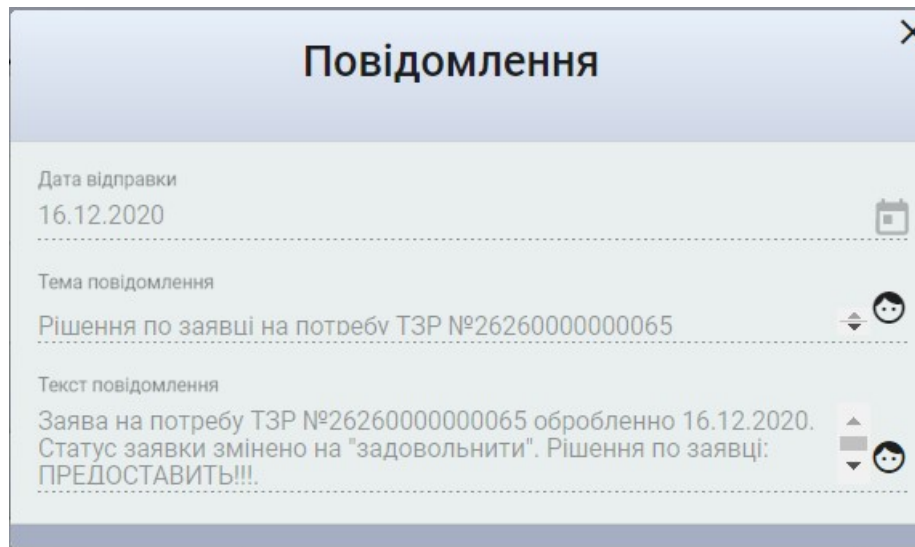 Повідомлення
Дата відправки
16.12.2020
Тема повідомлення
Рішення по заявці на потребу ТЗР №26260000000065
Текст повідомлення
Заява на потребу ТЗР №26260000000065 обробленно 16.12.2020.
Статус заявки змінено на "задовольнити". Рішення по заявці:
ПРЕДОСТАВИТЬ!!!.